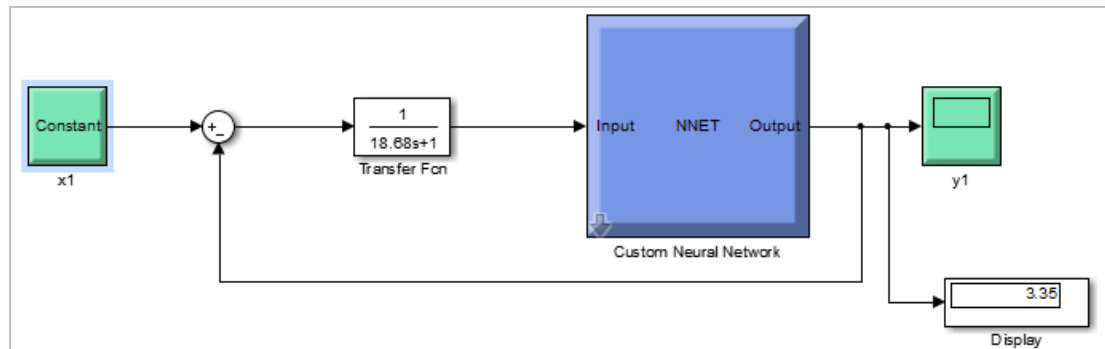 Constant
x1
+
−
1
18.68s+1
Transfer Fcn
Input NNET Output
Custom Neural Network
y1
3.35
Display